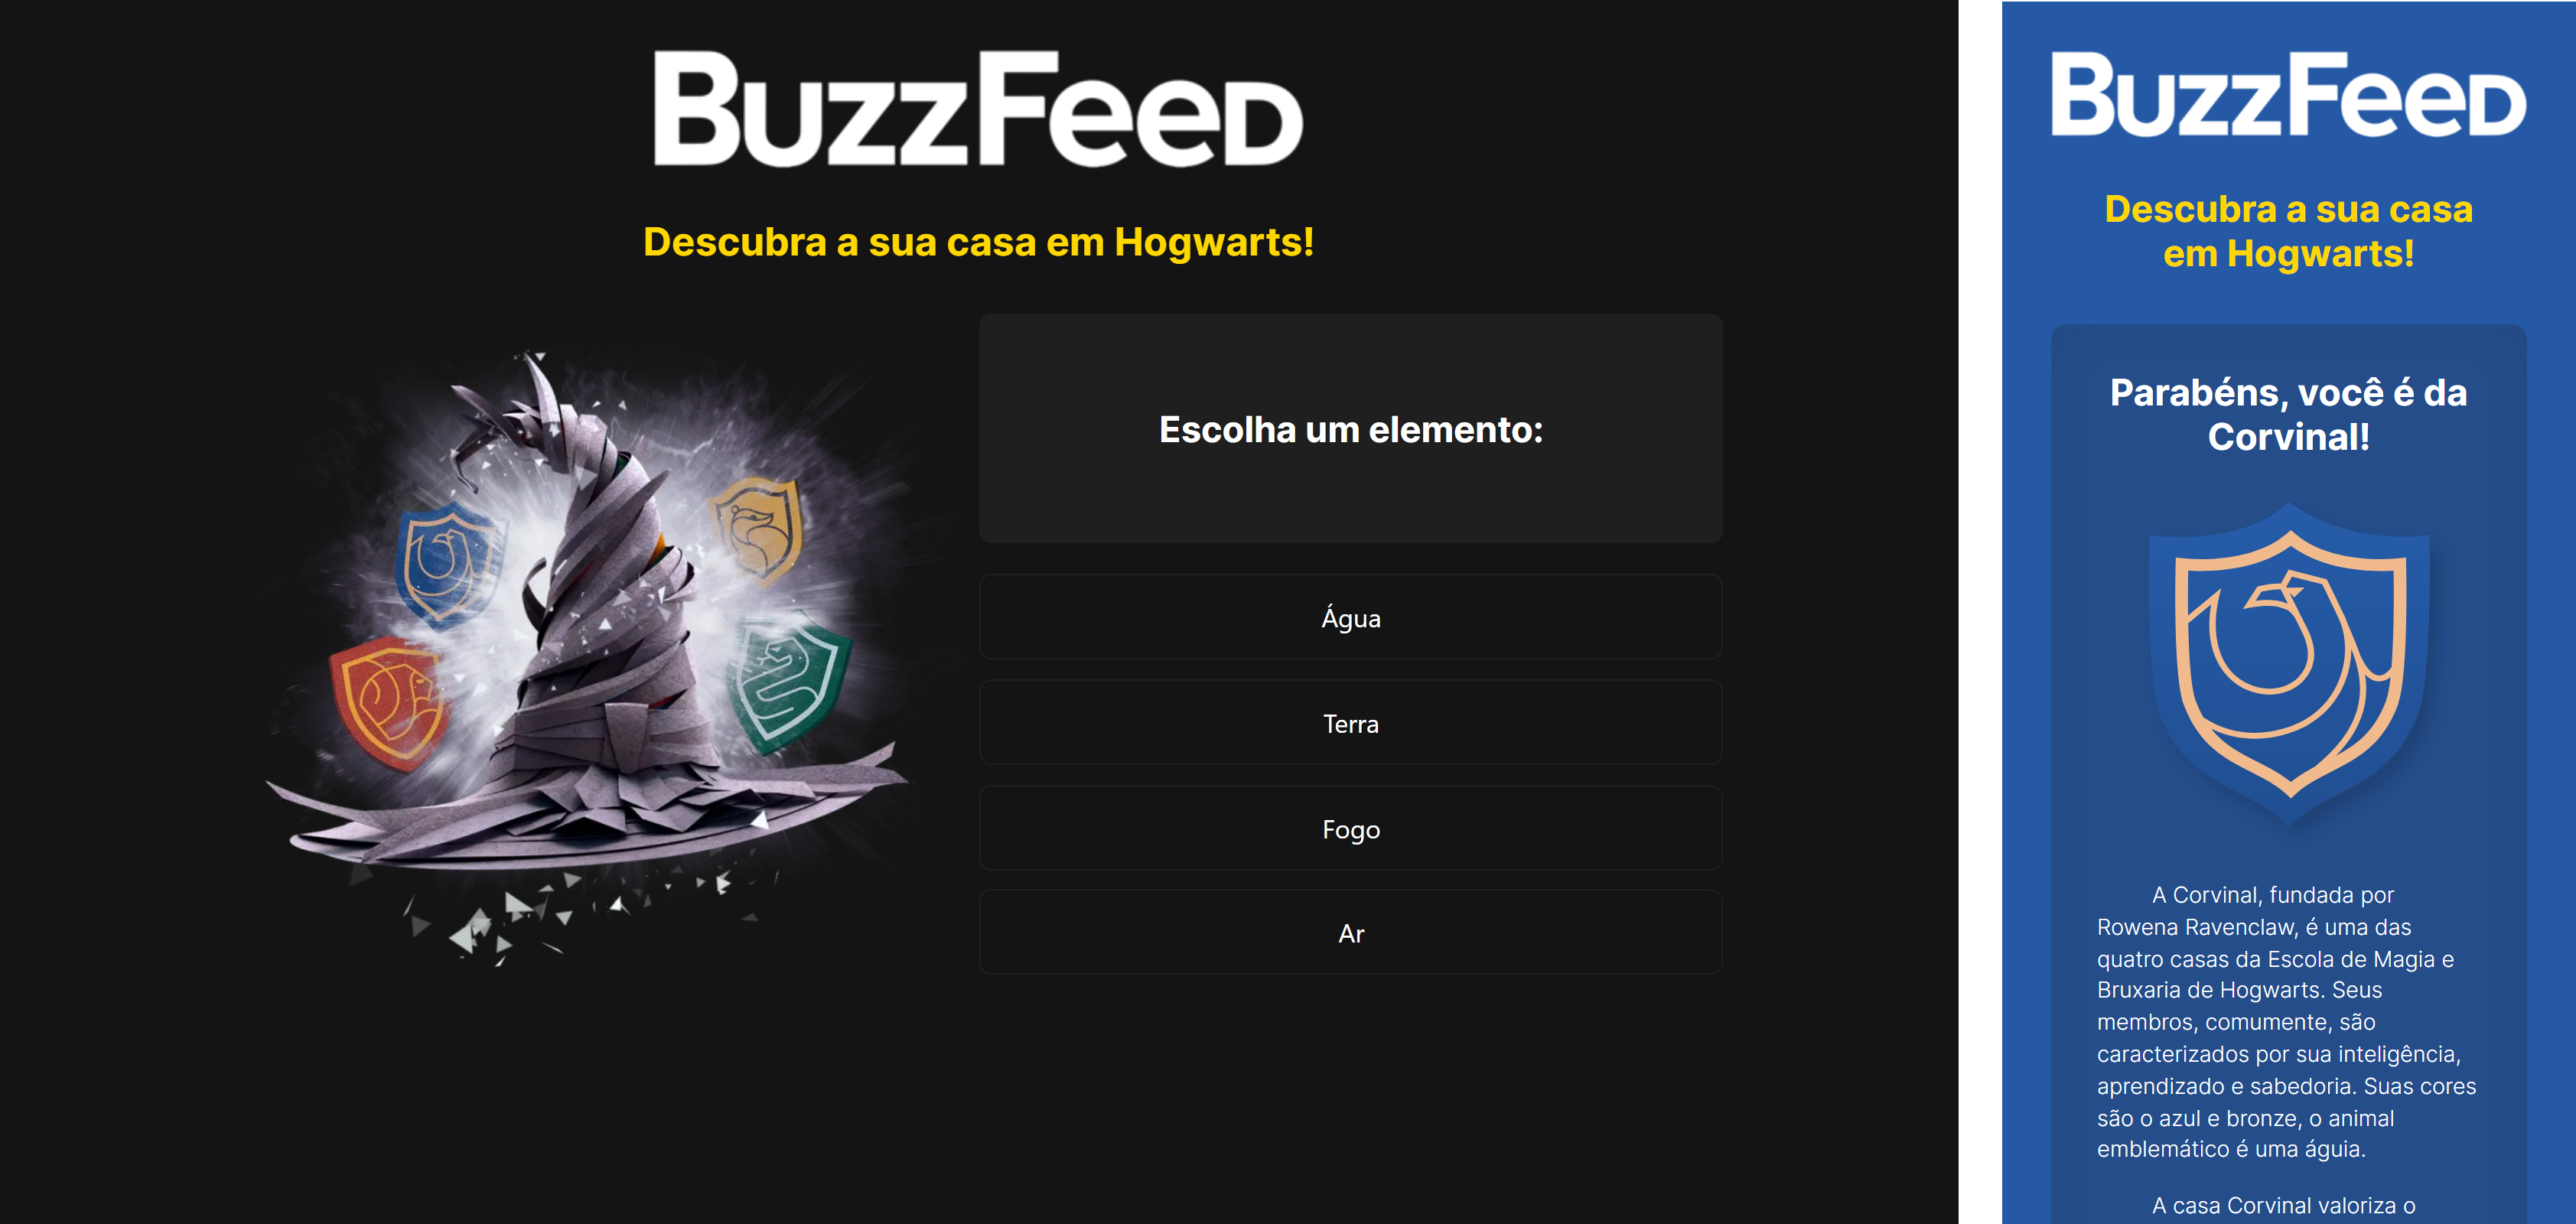 BuzzFeed
Descubra a sua casa em Hogwarts!
Escolha um elemento:
Água
Terra
Fogo
Ar
BuzzFeed
Descubra a sua casa
em Hogwarts!
Parabéns, você é da
Corvinal!
A Corvinal, fundada por
Rowena Ravenclaw, é uma das
quatro casas da Escola de Magia e
Bruxaria de Hogwarts. Seus
membros, comumente, são
caracterizados por sua inteligência,
aprendizado e sabedoria. Suas cores
são o azul e bronze, o animal
emblemático é uma águia.
A casa Corvinal valoriza o